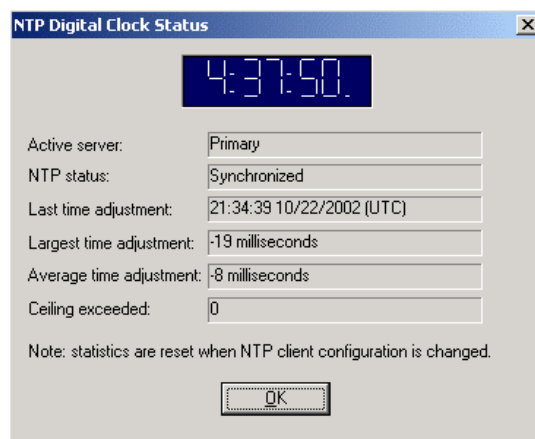 NTP Digital Clock Status
4:37:50.
Active server: Primary
NTP status: Synchronized
Last time adjustment: 21:34:39 10/22/2002 (UTC)
Largest time adjustment: -19 milliseconds
Average time adjustment: -8 milliseconds
Ceiling exceeded: 0
Note: statistics are reset when NTP client configuration is changed.
OK